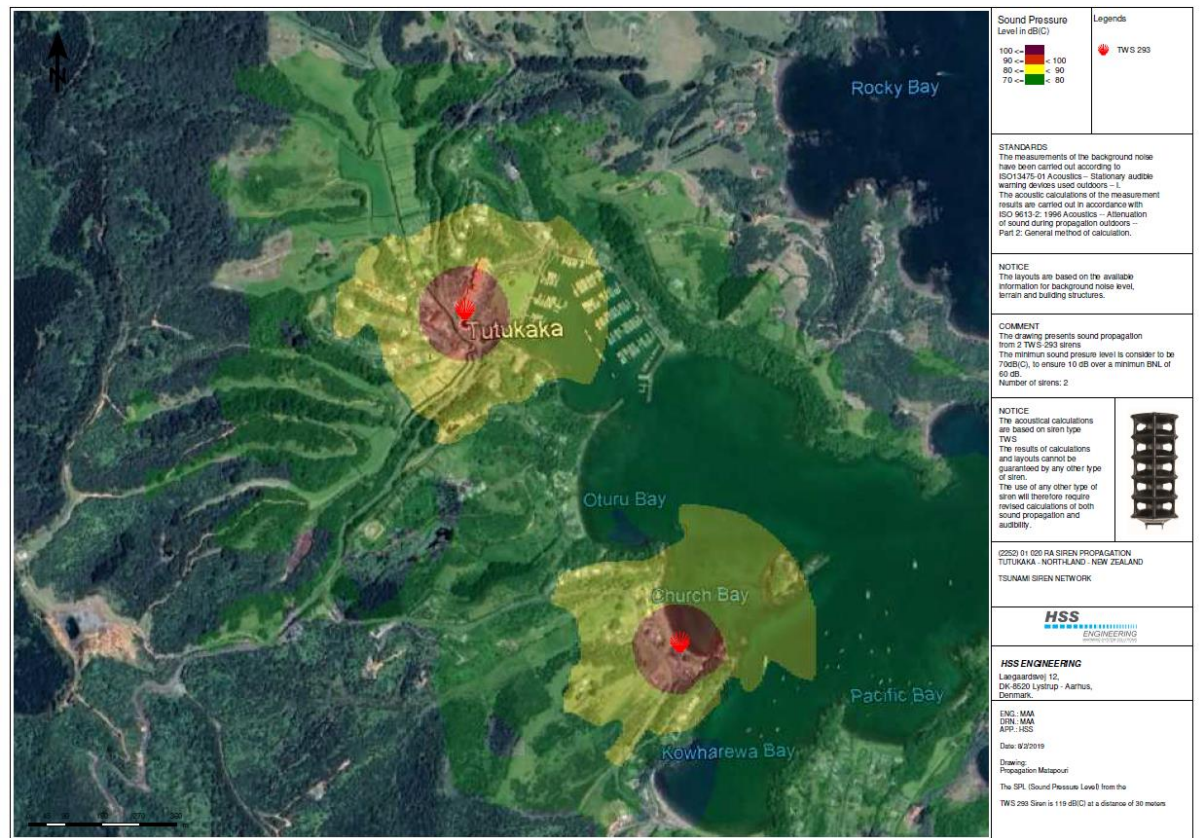 Rocky Bay
Tutukaka
Oturu Bay
Church Bay
Pacific Bay
Kowharewa Bay
Sound Pressure
Level in dB(C)
100 <=
90 <= < 100
80 <= < 90
70 <= < 80
Legends
TWS 293
STANDARDS
The measurements of the background noise
have been carried out according to
ISO13475-01 Acoustics -- Stationary audible
warning devices used outdoors -- I.
The acoustic calculations of the measurement
results are carried out in accordance with
ISO 9613-2: 1996 Acoustics -- Attenuation
of sound during propagation outdoors --
Part 2: General method of calculation.
NOTICE
The layouts are based on the available
information for background noise level,
terrain and building structures.
COMMENT
The drawing presents sound propagation
from 2 TWS-293 sirens
The minimun sound presure level is consider to be
70dB(C), to ensure 10 dB over a minimun BNL of
60 dB.
Number of sirens: 2
NOTICE
The acoustical calculations
are based on siren type
TWS
The results of calculations
and layouts cannot be
guaranteed by any other type
of siren.
The use of any other type of
siren will therefore require
revised calculations of both
sound propagation and
audibility.
(2252) 01 020 RA SIREN PROPAGATION
TUTUKAKA - NORTHLAND - NEW ZEALAND
TSUNAMI SIREN NETWORK
HSS
ENGINEERING
HSS ENGINEERING
Laegaardsvej 12,
DK-8520 Lystrup - Aarhus,
Denmark.
ENG.: MAA
DRN.: MAA
APP.: HSS
Drawing:
Propagation Matapouri
The SPL (Sound Pressure Level) from the
TWS 293 Siren is 119 dB(C) at a distance of 30 meters